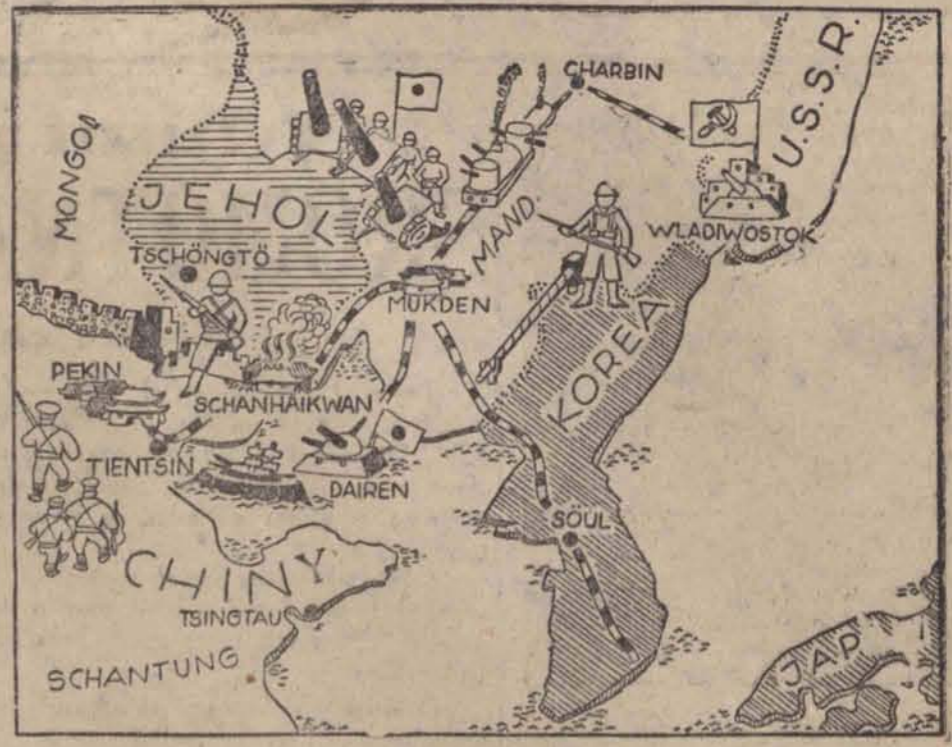 CHARBIN
U.S.S.R.
MONGOL
JEHOL
MAND.
WLADIWOSTOK
TSCHÖNGTÖ
MUKDEN
KOREA
PEKIN
SCHANHAIKWAN
TIENTSIN
DAIREN
SÖUL
CHINY
TSINGTAU
JAP
SCHANTUNG